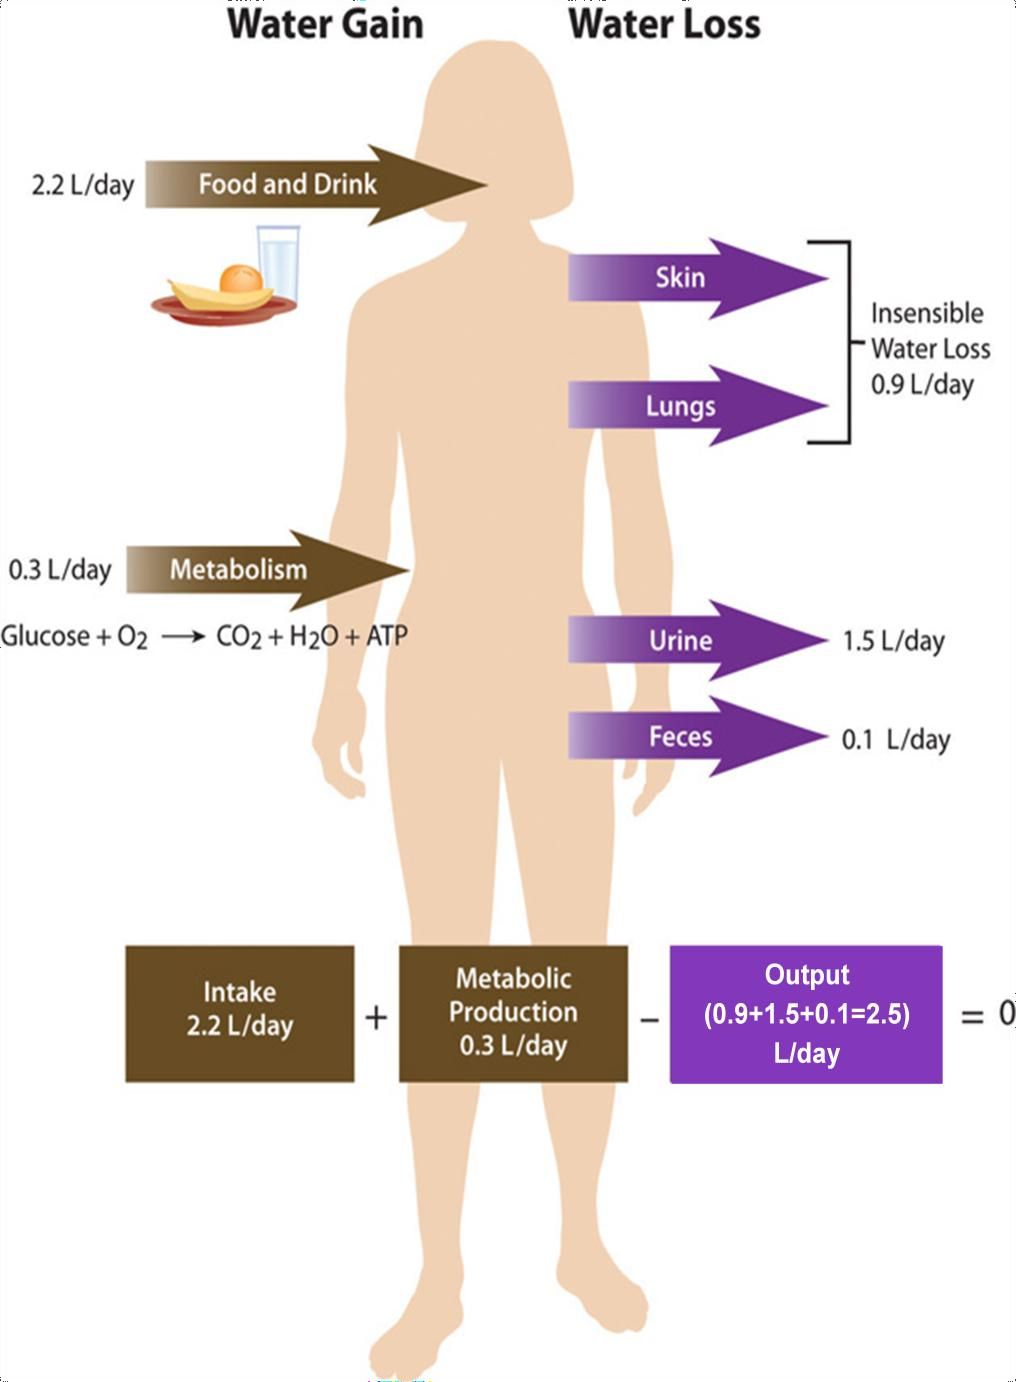 Water Gain
Water Loss
2.2 L/day
Food and Drink
Skin
Insensible
Water Loss
0.9 L/day
Lungs
0.3 L/day
Metabolism
Glucose + O2 ⟶ CO2 + H2O + ATP
Urine
1.5 L/day
Feces
0.1 L/day
Intake
2.2 L/day
+
Metabolic
Production
0.3 L/day
–
Output
(0.9+1.5+0.1=2.5)
L/day
= 0